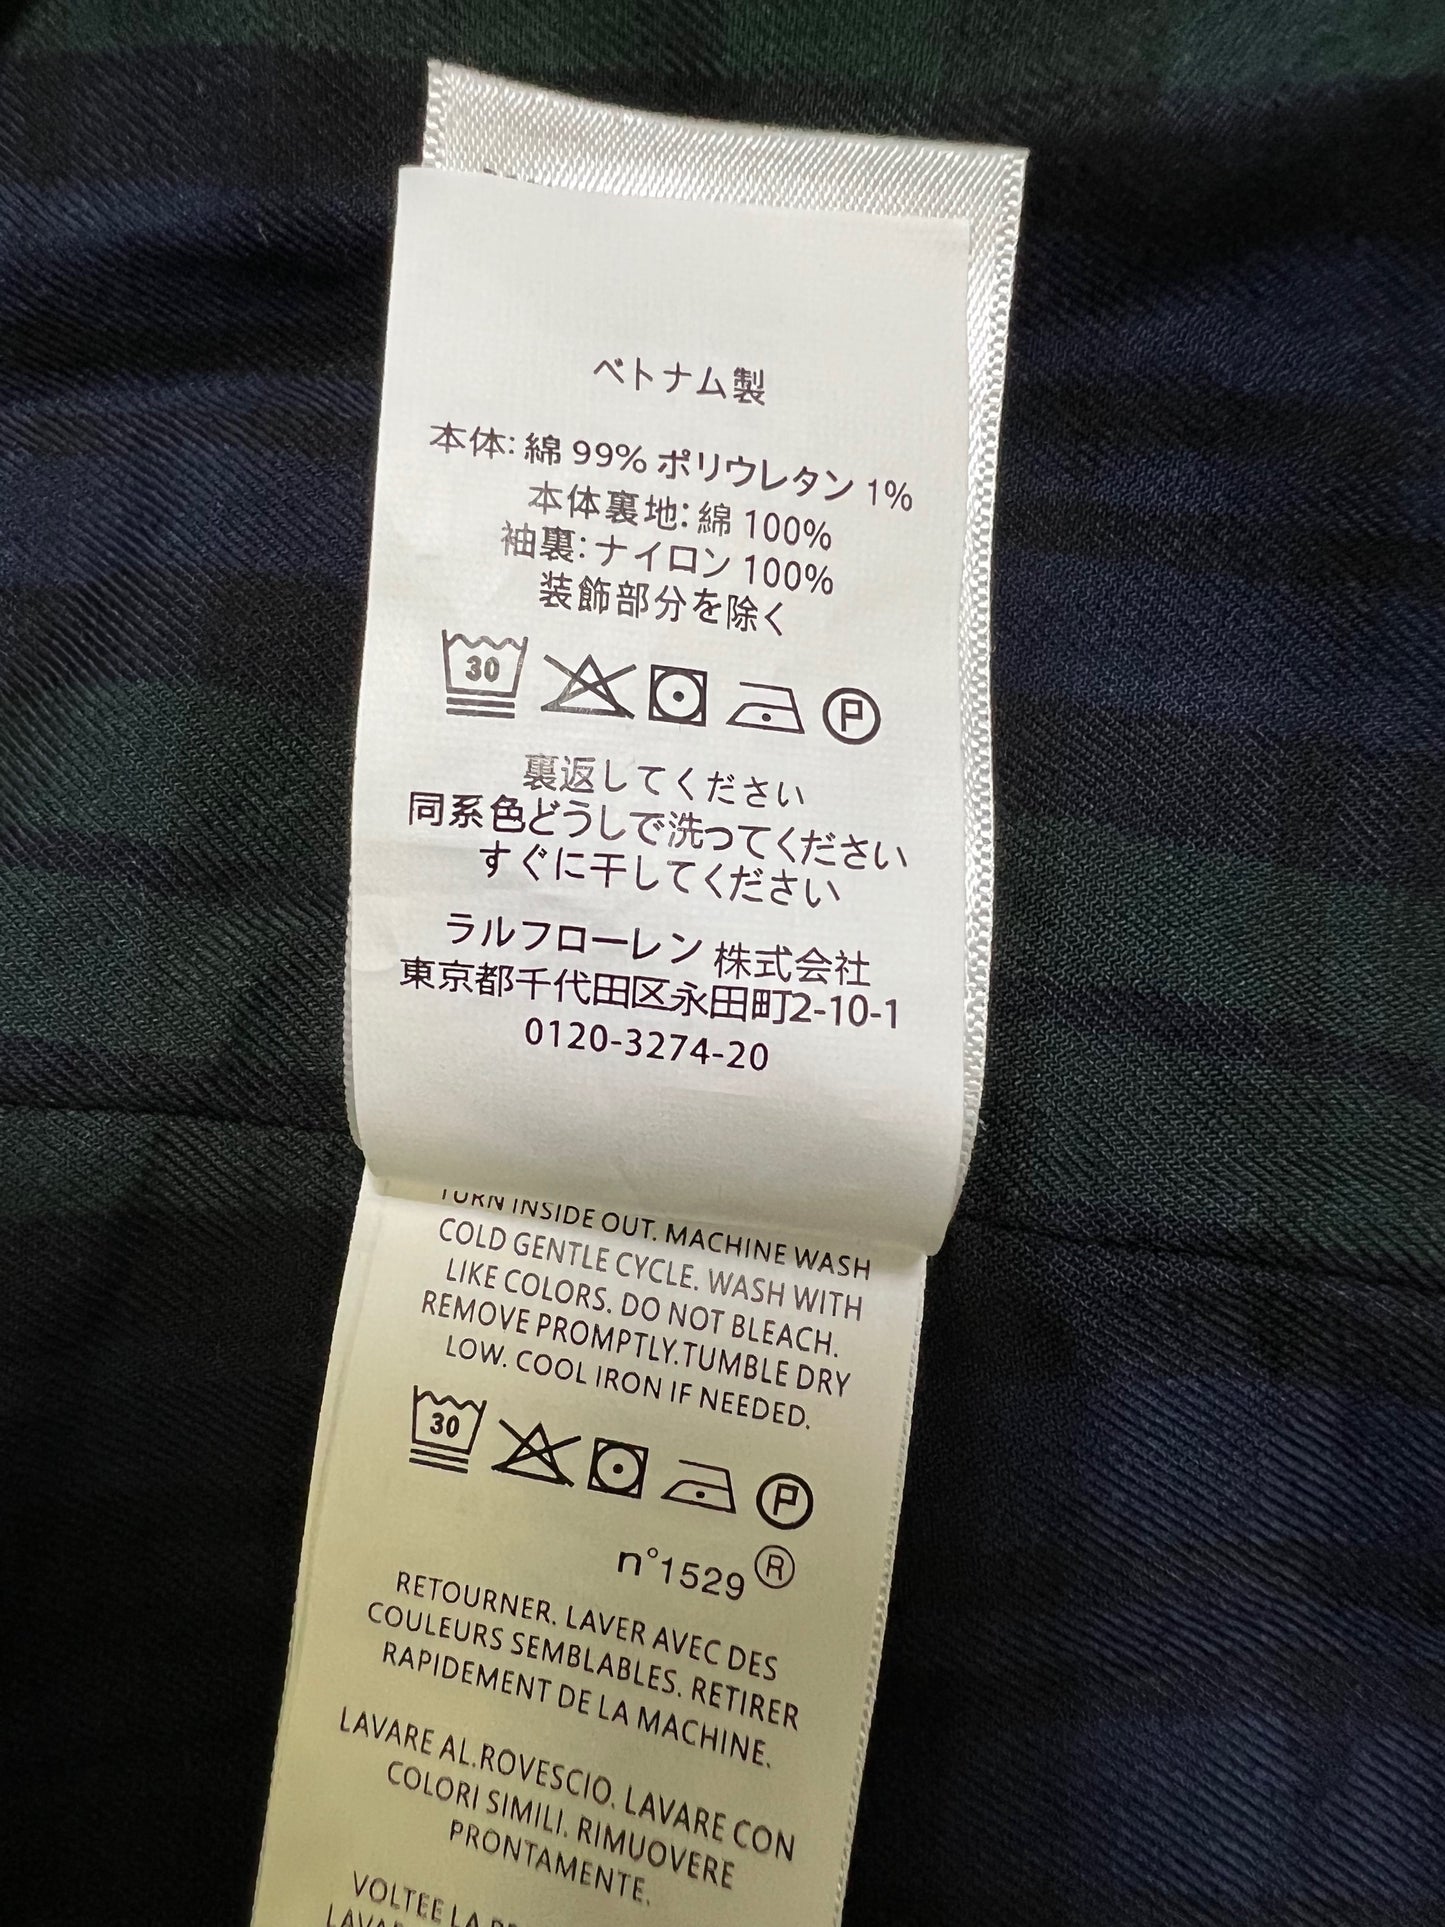 ベトナム製
本体: 綿 99% ポリウレタン 1%
本体裏地: 綿 100%
袖裏: ナイロン 100%
装飾部分を除く
30 P
裏返してください
同系色どうしで洗ってください
すぐに干してください
ラルフローレン 株式会社
東京都千代田区永田町2-10-1
0120-3274-20
TURN INSIDE OUT. MACHINE WASH
COLD GENTLE CYCLE. WASH WITH
LIKE COLORS. DO NOT BLEACH.
REMOVE PROMPTLY.TUMBLE DRY
LOW. COOL IRON IF NEEDED.
30 P
n°1529 ®
RETOURNER. LAVER AVEC DES
COULEURS SEMBLABLES. RETIRER
RAPIDEMENT DE LA MACHINE.
LAVARE AL.ROVESCIO. LAVARE CON
COLORI SIMILI. RIMUOVERE
PRONTAMENTE.
VOLTEE LA